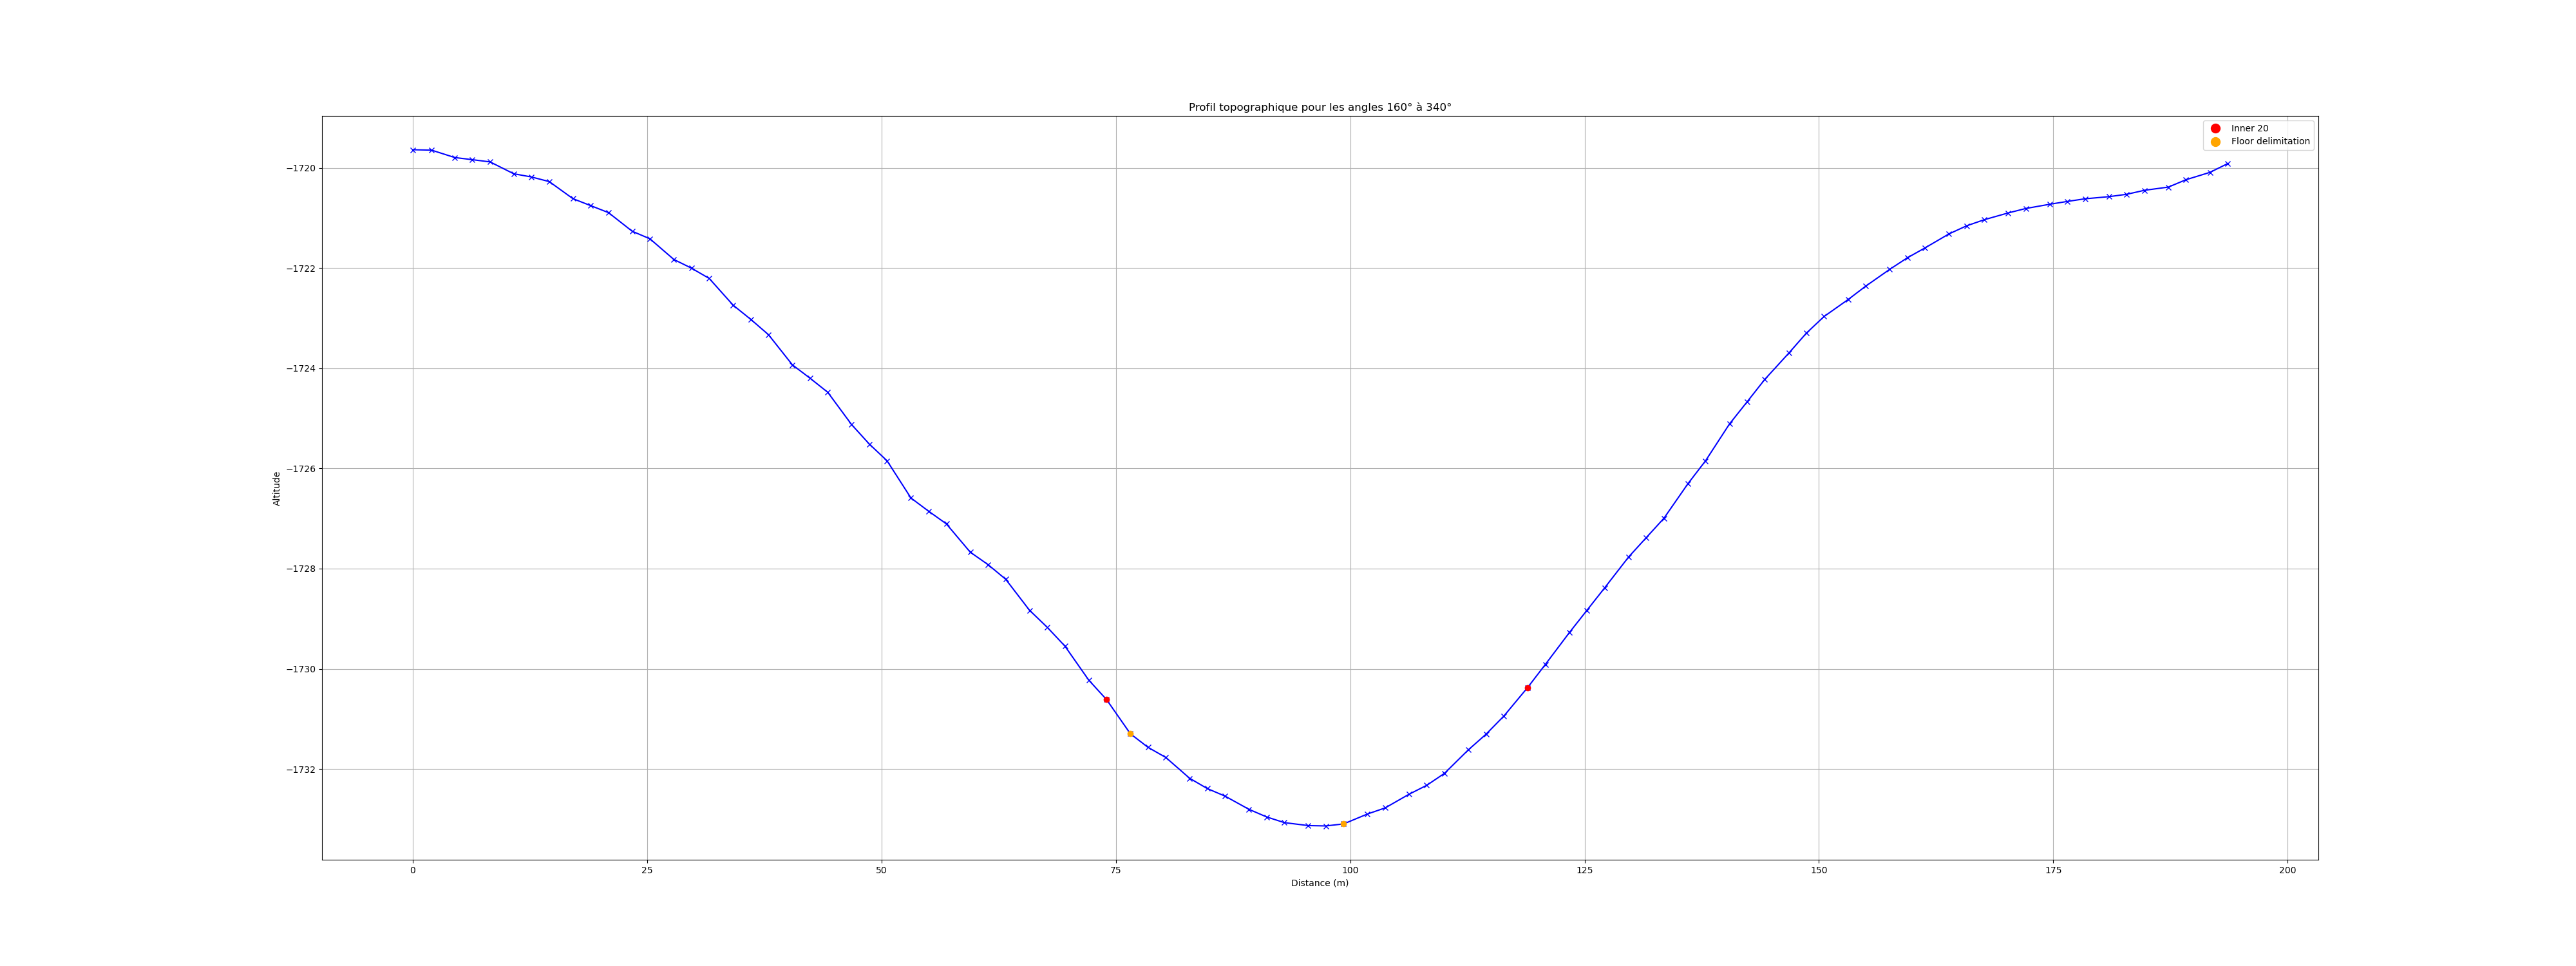 Profil topographique pour les angles 160° à 340°
Inner 20
Floor delimitation
−1720
−1722
−1724
−1726
−1728
−1730
−1732
Altitude
0 25 50 75 100 125 150 175 200
Distance (m)